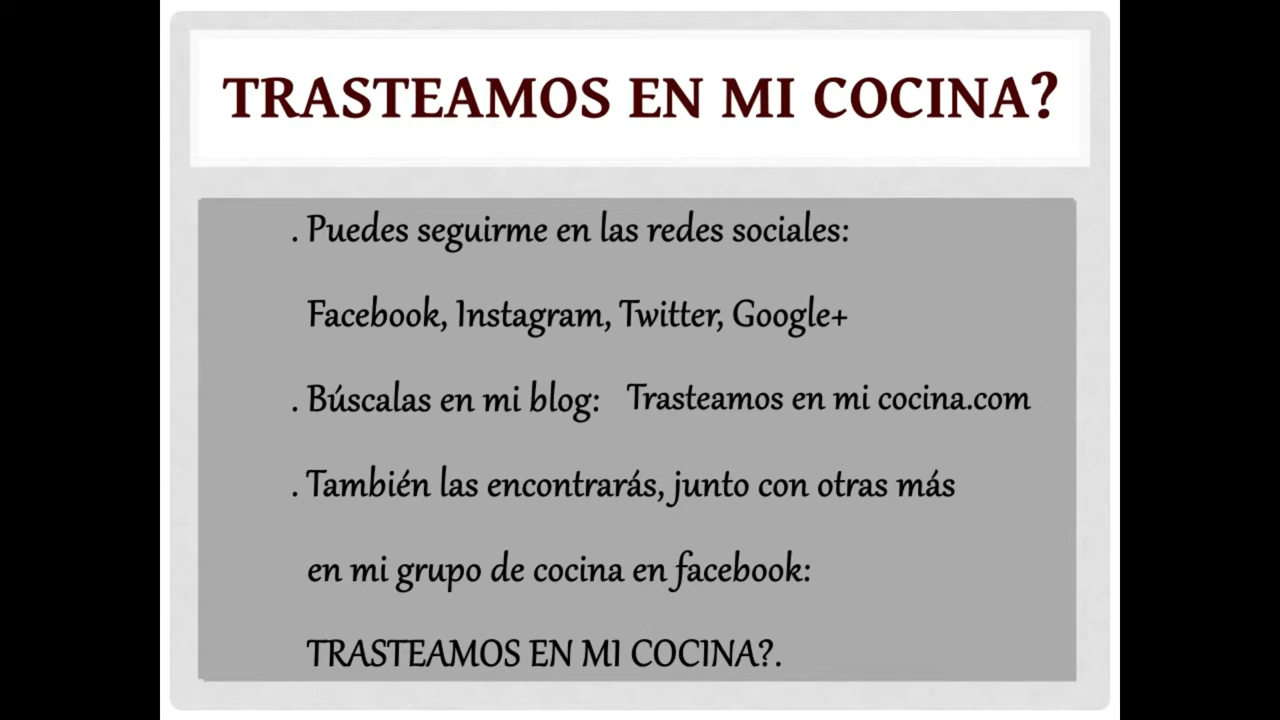 TRASTEAMOS EN MI COCINA?
. Puedes seguirme en las redes sociales:
Facebook, Instagram, Twitter, Google+
. Búscalas en mi blog: Trasteamos en mi cocina.com
. También las encontrarás, junto con otras más
en mi grupo de cocina en facebook:
TRASTEAMOS EN MI COCINA?.